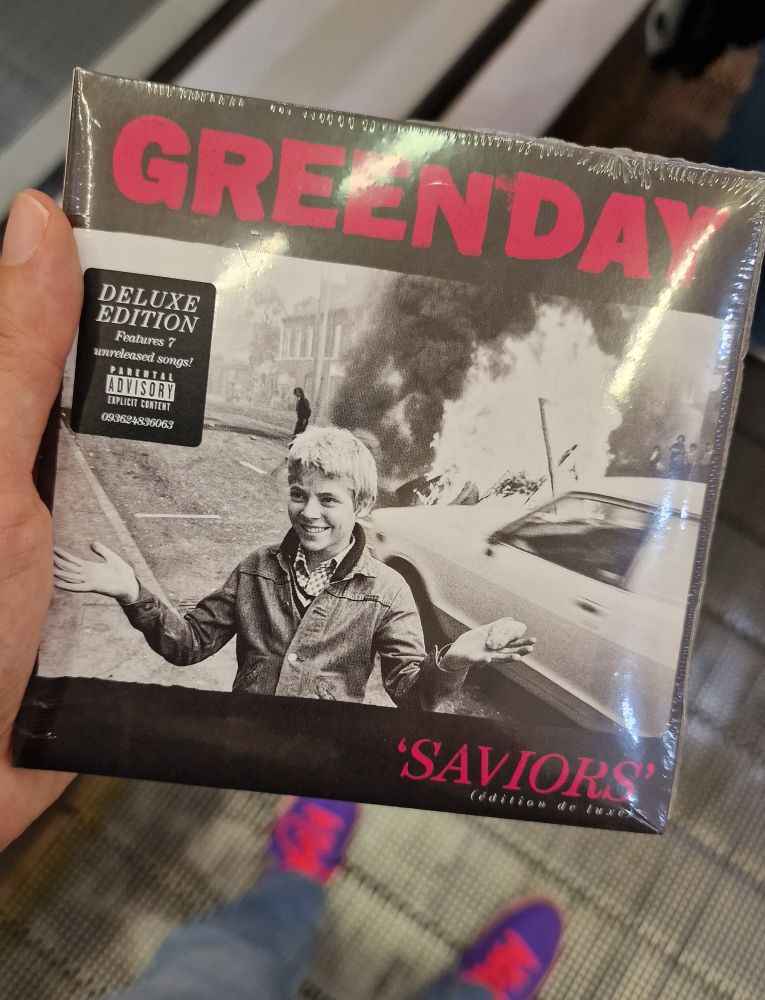 GREEN DAY
DELUXE
EDITION
Features 7
unreleased songs!
PARENTAL
ADVISORY
EXPLICIT CONTENT
093624836063
‘SAVIORS’
(édition de luxe)